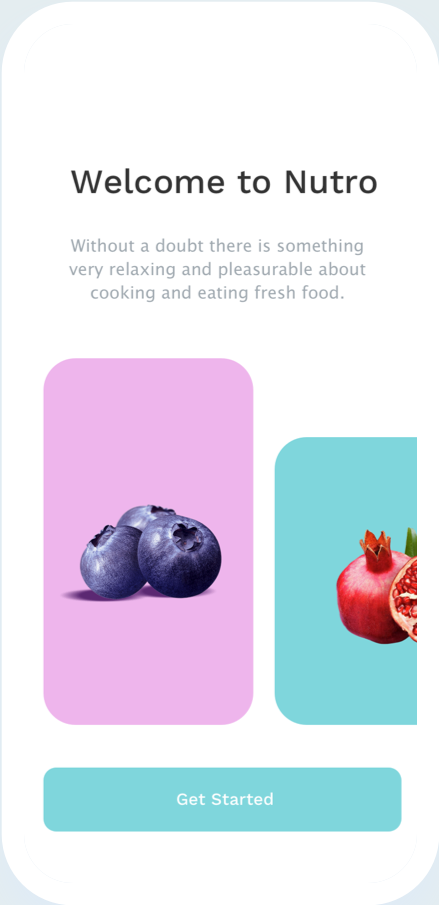 Welcome to Nutro
Without a doubt there is something
very relaxing and pleasurable about
cooking and eating fresh food.
Get Started